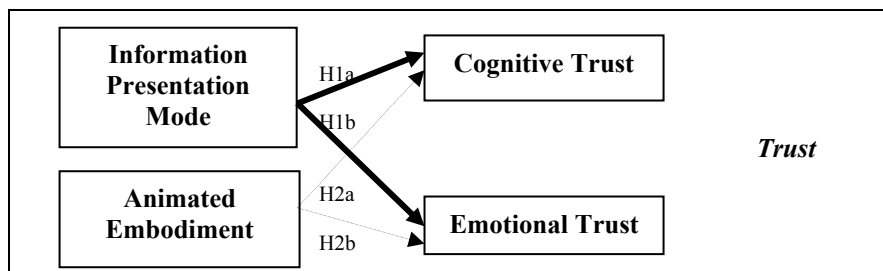 Information
Presentation
Mode
H1a
Cognitive Trust
H1b
Trust
Animated
Embodiment
H2a
H2b
Emotional Trust